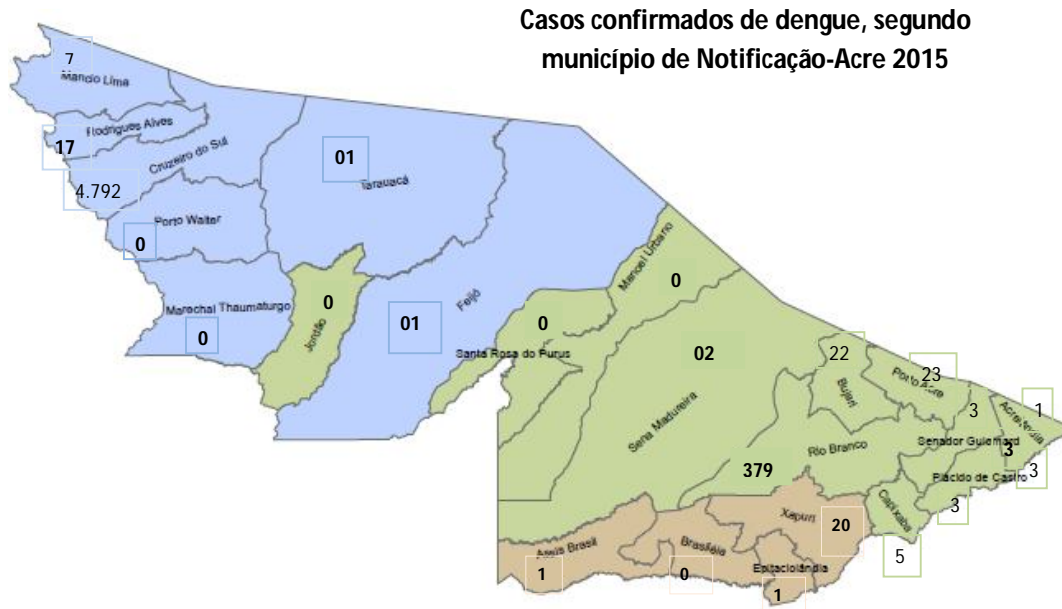 Casos confirmados de dengue, segundo
município de Notificação-Acre 2015
7
Mancio Lima
Rodrigues Alves
17
Cruzeiro do Sul
4.792
01
Tarauacá
Porto Walter
0
Marechal Thaumaturgo
0
Jordão
0
01
Feijó
Manoel Urbano
0
0
Santa Rosa do Purus
02
Sena Madureira
22
Bujari
23
Porto Acre
3
1
Acrelândia
Senador Guiomard
3
3
Plácido de Castro
3
Rio Branco
379
Capixaba
5
Xapuri
20
Assis Brasil
1
Brasiléia
0
Epitaciolândia
1